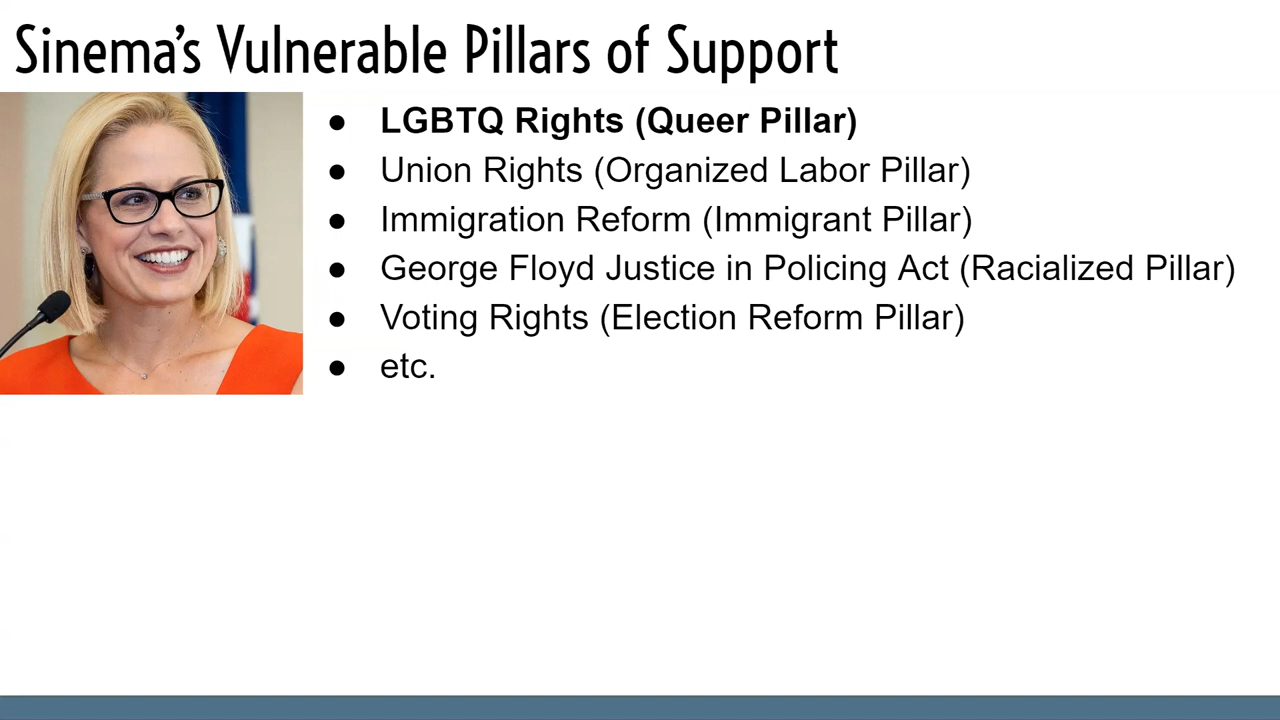 Sinema's Vulnerable Pillars of Support
● LGBTQ Rights (Queer Pillar)
● Union Rights (Organized Labor Pillar)
● Immigration Reform (Immigrant Pillar)
● George Floyd Justice in Policing Act (Racialized Pillar)
● Voting Rights (Election Reform Pillar)
● etc.